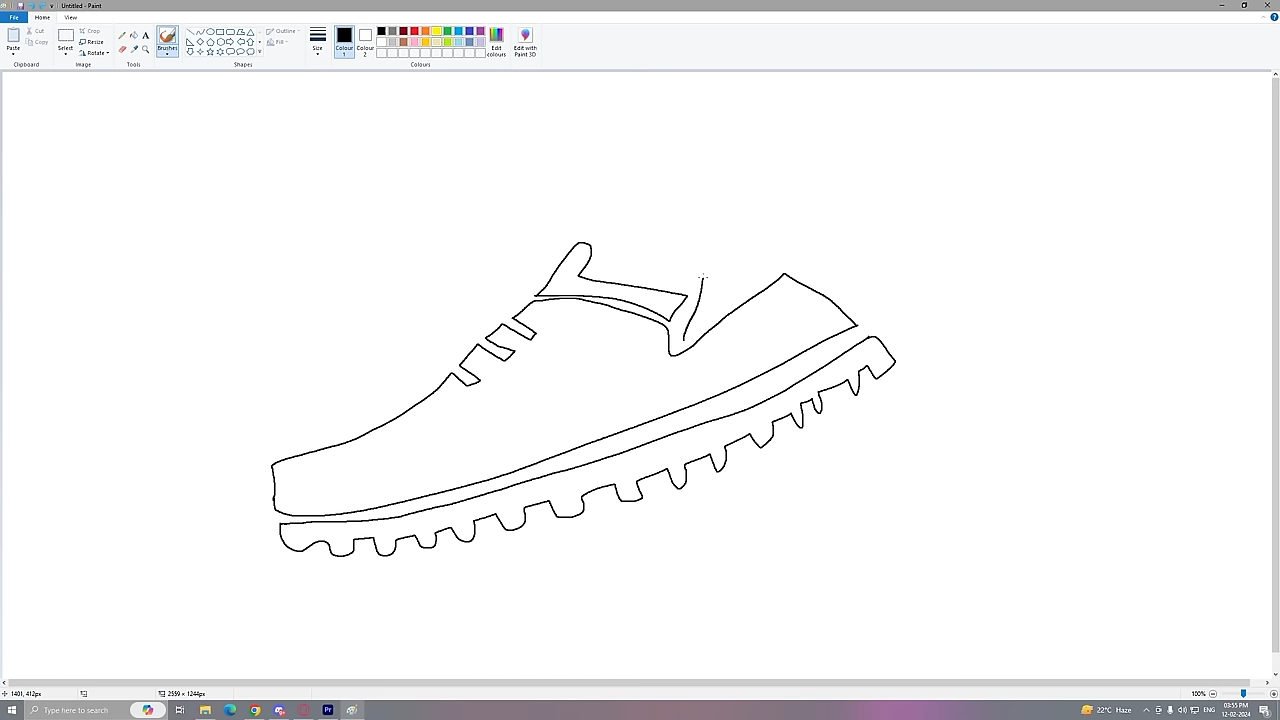 Untitled - Paint
File Home View
Paste
Cut
Copy
Clipboard
Select
Crop
Resize
Rotate
Image
A
Tools
Brushes
Outline
Fill
Shapes
Size
Colour 1
Colour 2
Edit colours
Colours
Edit with Paint 3D
1401, 412px
2559 × 1244px
100%
Type here to search
Pr
22°C Haze
ENG
03:55 PM
12-02-2024